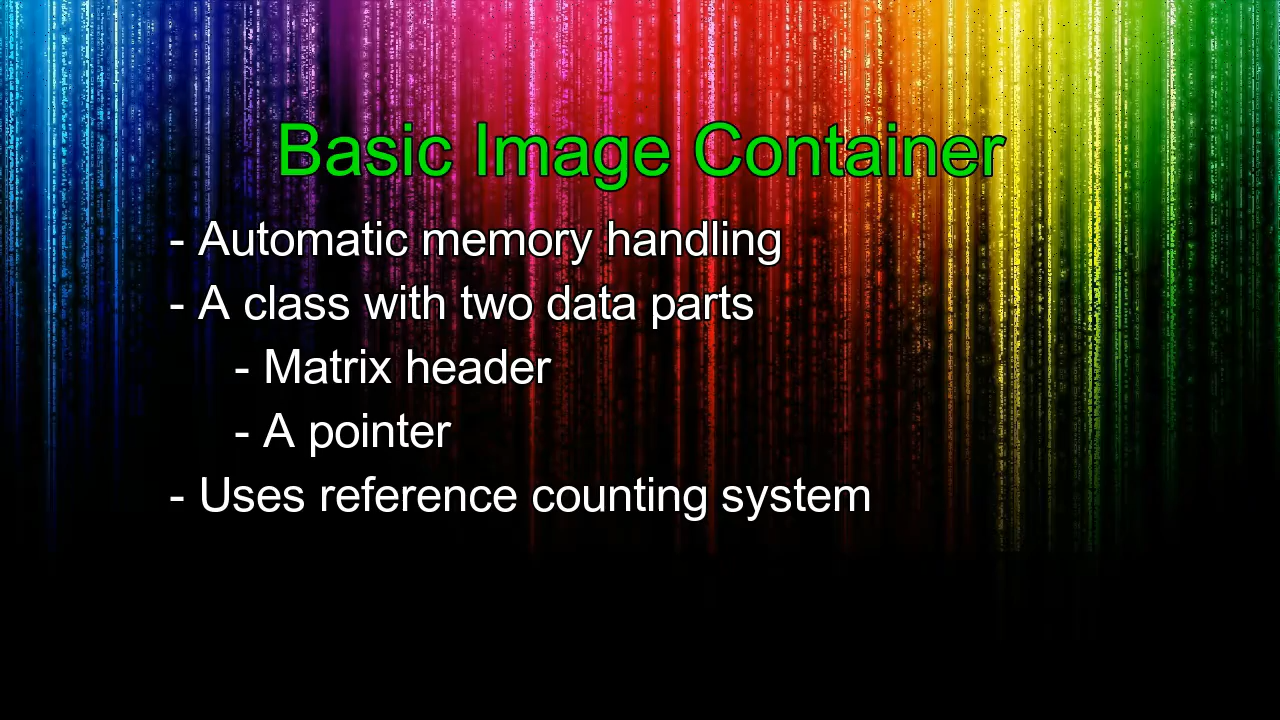 Basic Image Container
- Automatic memory handling
- A class with two data parts
- Matrix header
- A pointer
- Uses reference counting system